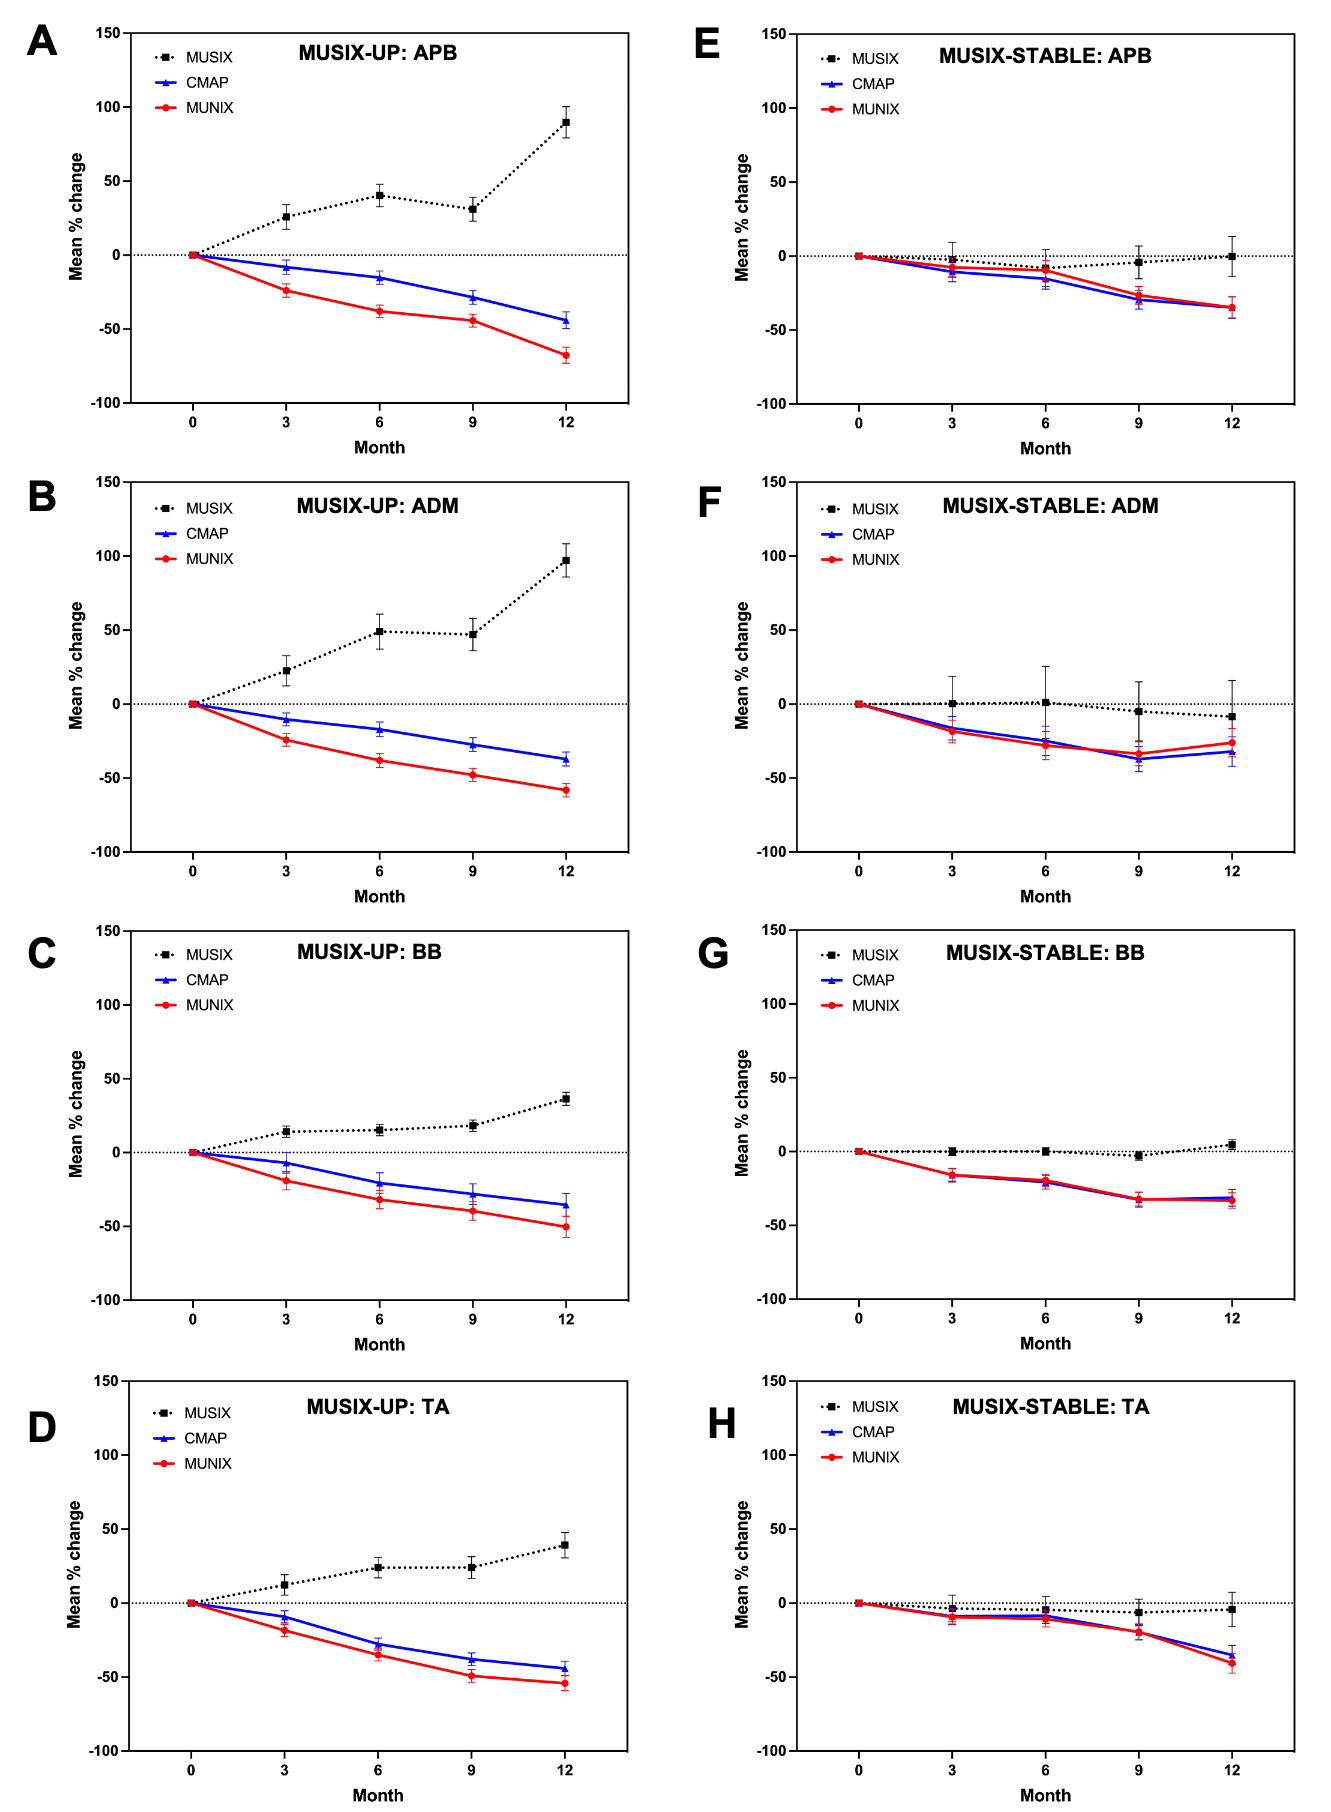 A
MUSIX-UP: APB
MUSIX
CMAP
MUNIX
150
100
50
0
-50
-100
Mean % change
0 3 6 9 12
Month
E
MUSIX-STABLE: APB
MUSIX
CMAP
MUNIX
150
100
50
0
-50
-100
Mean % change
0 3 6 9 12
Month
B
MUSIX-UP: ADM
MUSIX
CMAP
MUNIX
150
100
50
0
-50
-100
Mean % change
0 3 6 9 12
Month
F
MUSIX-STABLE: ADM
MUSIX
CMAP
MUNIX
150
100
50
0
-50
-100
Mean % change
0 3 6 9 12
Month
C
MUSIX-UP: BB
MUSIX
CMAP
MUNIX
150
100
50
0
-50
-100
Mean % change
0 3 6 9 12
Month
G
MUSIX-STABLE: BB
MUSIX
CMAP
MUNIX
150
100
50
0
-50
-100
Mean % change
0 3 6 9 12
Month
D
MUSIX-UP: TA
MUSIX
CMAP
MUNIX
150
100
50
0
-50
-100
Mean % change
0 3 6 9 12
Month
H
MUSIX-STABLE: TA
MUSIX
CMAP
MUNIX
150
100
50
0
-50
-100
Mean % change
0 3 6 9 12
Month